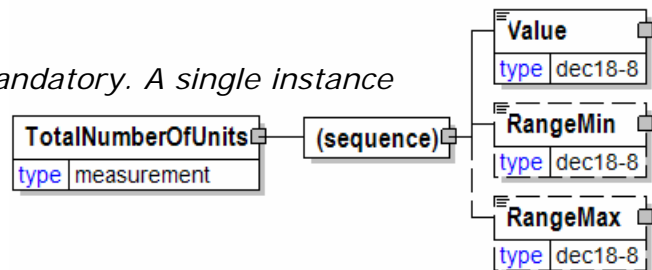 Value
type dec18-8
andatory. A single instance
RangeMin
TotalNumberOfUnits (sequence)
type dec18-8
type measurement
RangeMax
type dec18-8